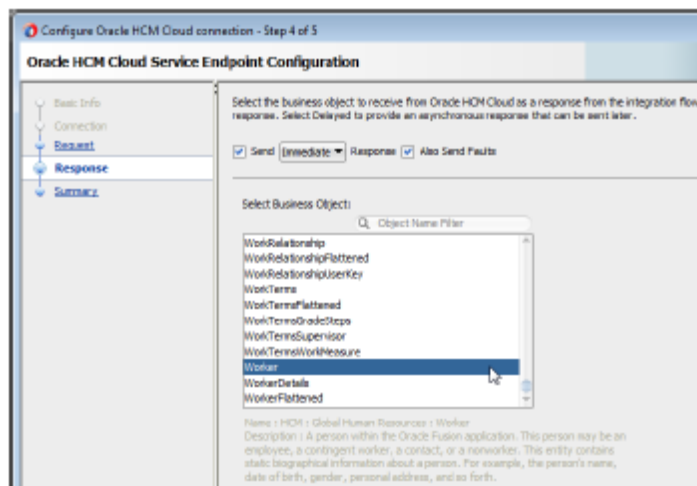 Configure Oracle HCM Cloud connection - Step 4 of 5
Oracle HCM Cloud Service Endpoint Configuration
Basic Info
Connection
Request
Response
Summary
Select the business object to receive from Oracle HCM Cloud as a response from the integration flow
response. Select Delayed to provide an asynchronous response that can be sent later.
Send Immediate Response Also Send Faults
Select Business Object:
Object Name Filter
WorkRelationship
WorkRelationshipFlattened
WorkRelationshipUserKey
WorkTerms
WorkTermsFlattened
WorkTermsGradeSteps
WorkTermsSupervisor
WorkTermsWorkMeasure
Worker
WorkerDetails
WorkerFlattened
Name : HCM : Global Human Resources : Worker
Description : A person within the Oracle Fusion application. This person may be an
employee, a contingent worker, a contact, or a nonworker. This entity contains
static biographical information about a person. For example, the person's name,
date of birth, gender, personal address, and so forth.